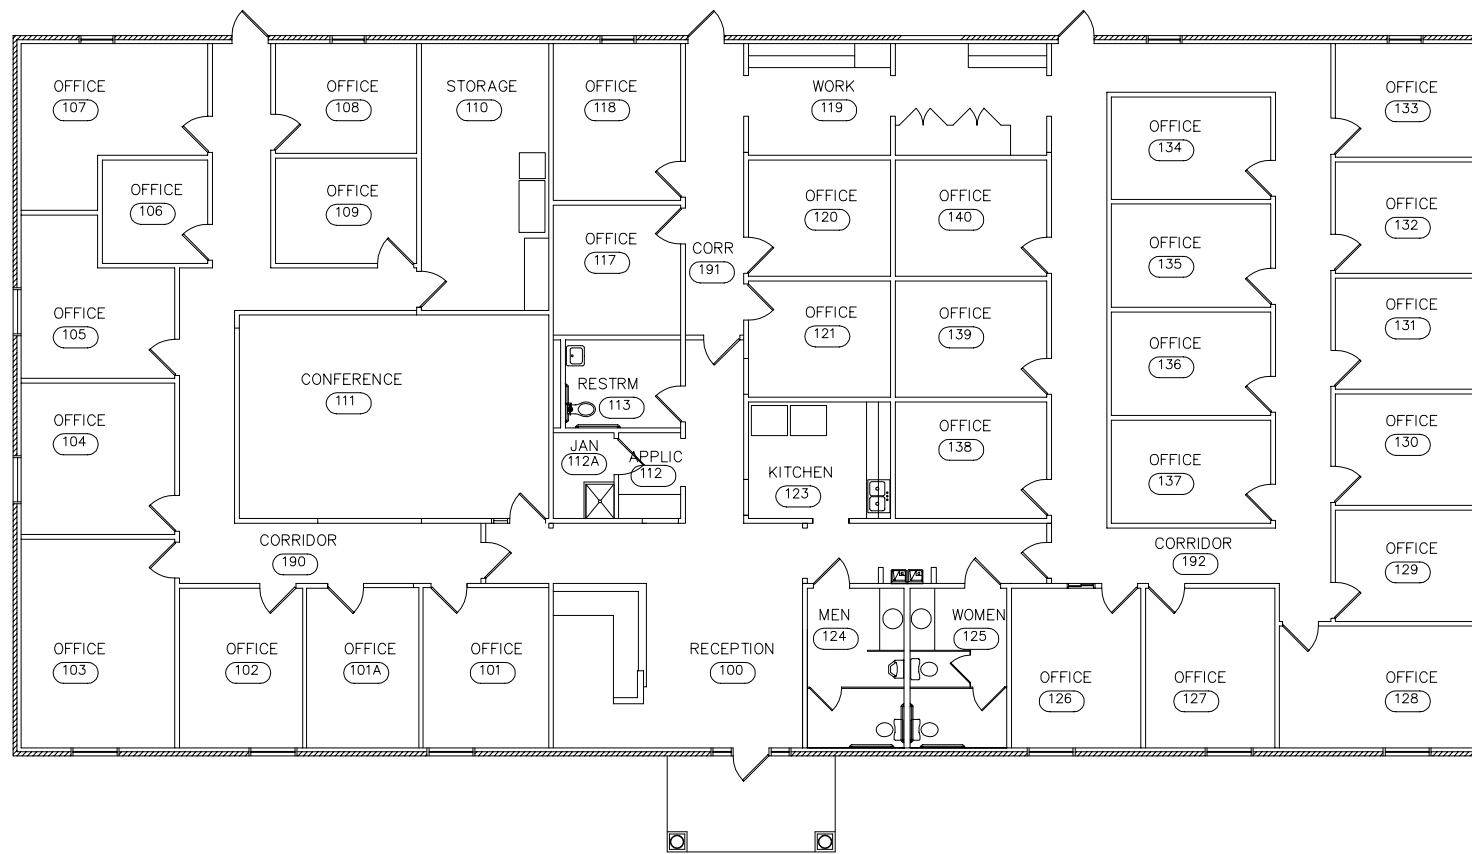 OFFICE
107
OFFICE
108
STORAGE
110
OFFICE
118
WORK
119
OFFICE
133
OFFICE
134
OFFICE
106
OFFICE
109
OFFICE
120
OFFICE
140
OFFICE
132
OFFICE
117
CORR
191
OFFICE
135
OFFICE
105
OFFICE
121
OFFICE
139
OFFICE
131
OFFICE
136
CONFERENCE
111
RESTRM
113
OFFICE
104
OFFICE
138
OFFICE
130
JAN
112A
APPLIC
112
KITCHEN
123
OFFICE
137
CORRIDOR
190
CORRIDOR
192
OFFICE
129
MEN
124
WOMEN
125
OFFICE
103
OFFICE
102
OFFICE
101A
OFFICE
101
RECEPTION
100
OFFICE
126
OFFICE
127
OFFICE
128